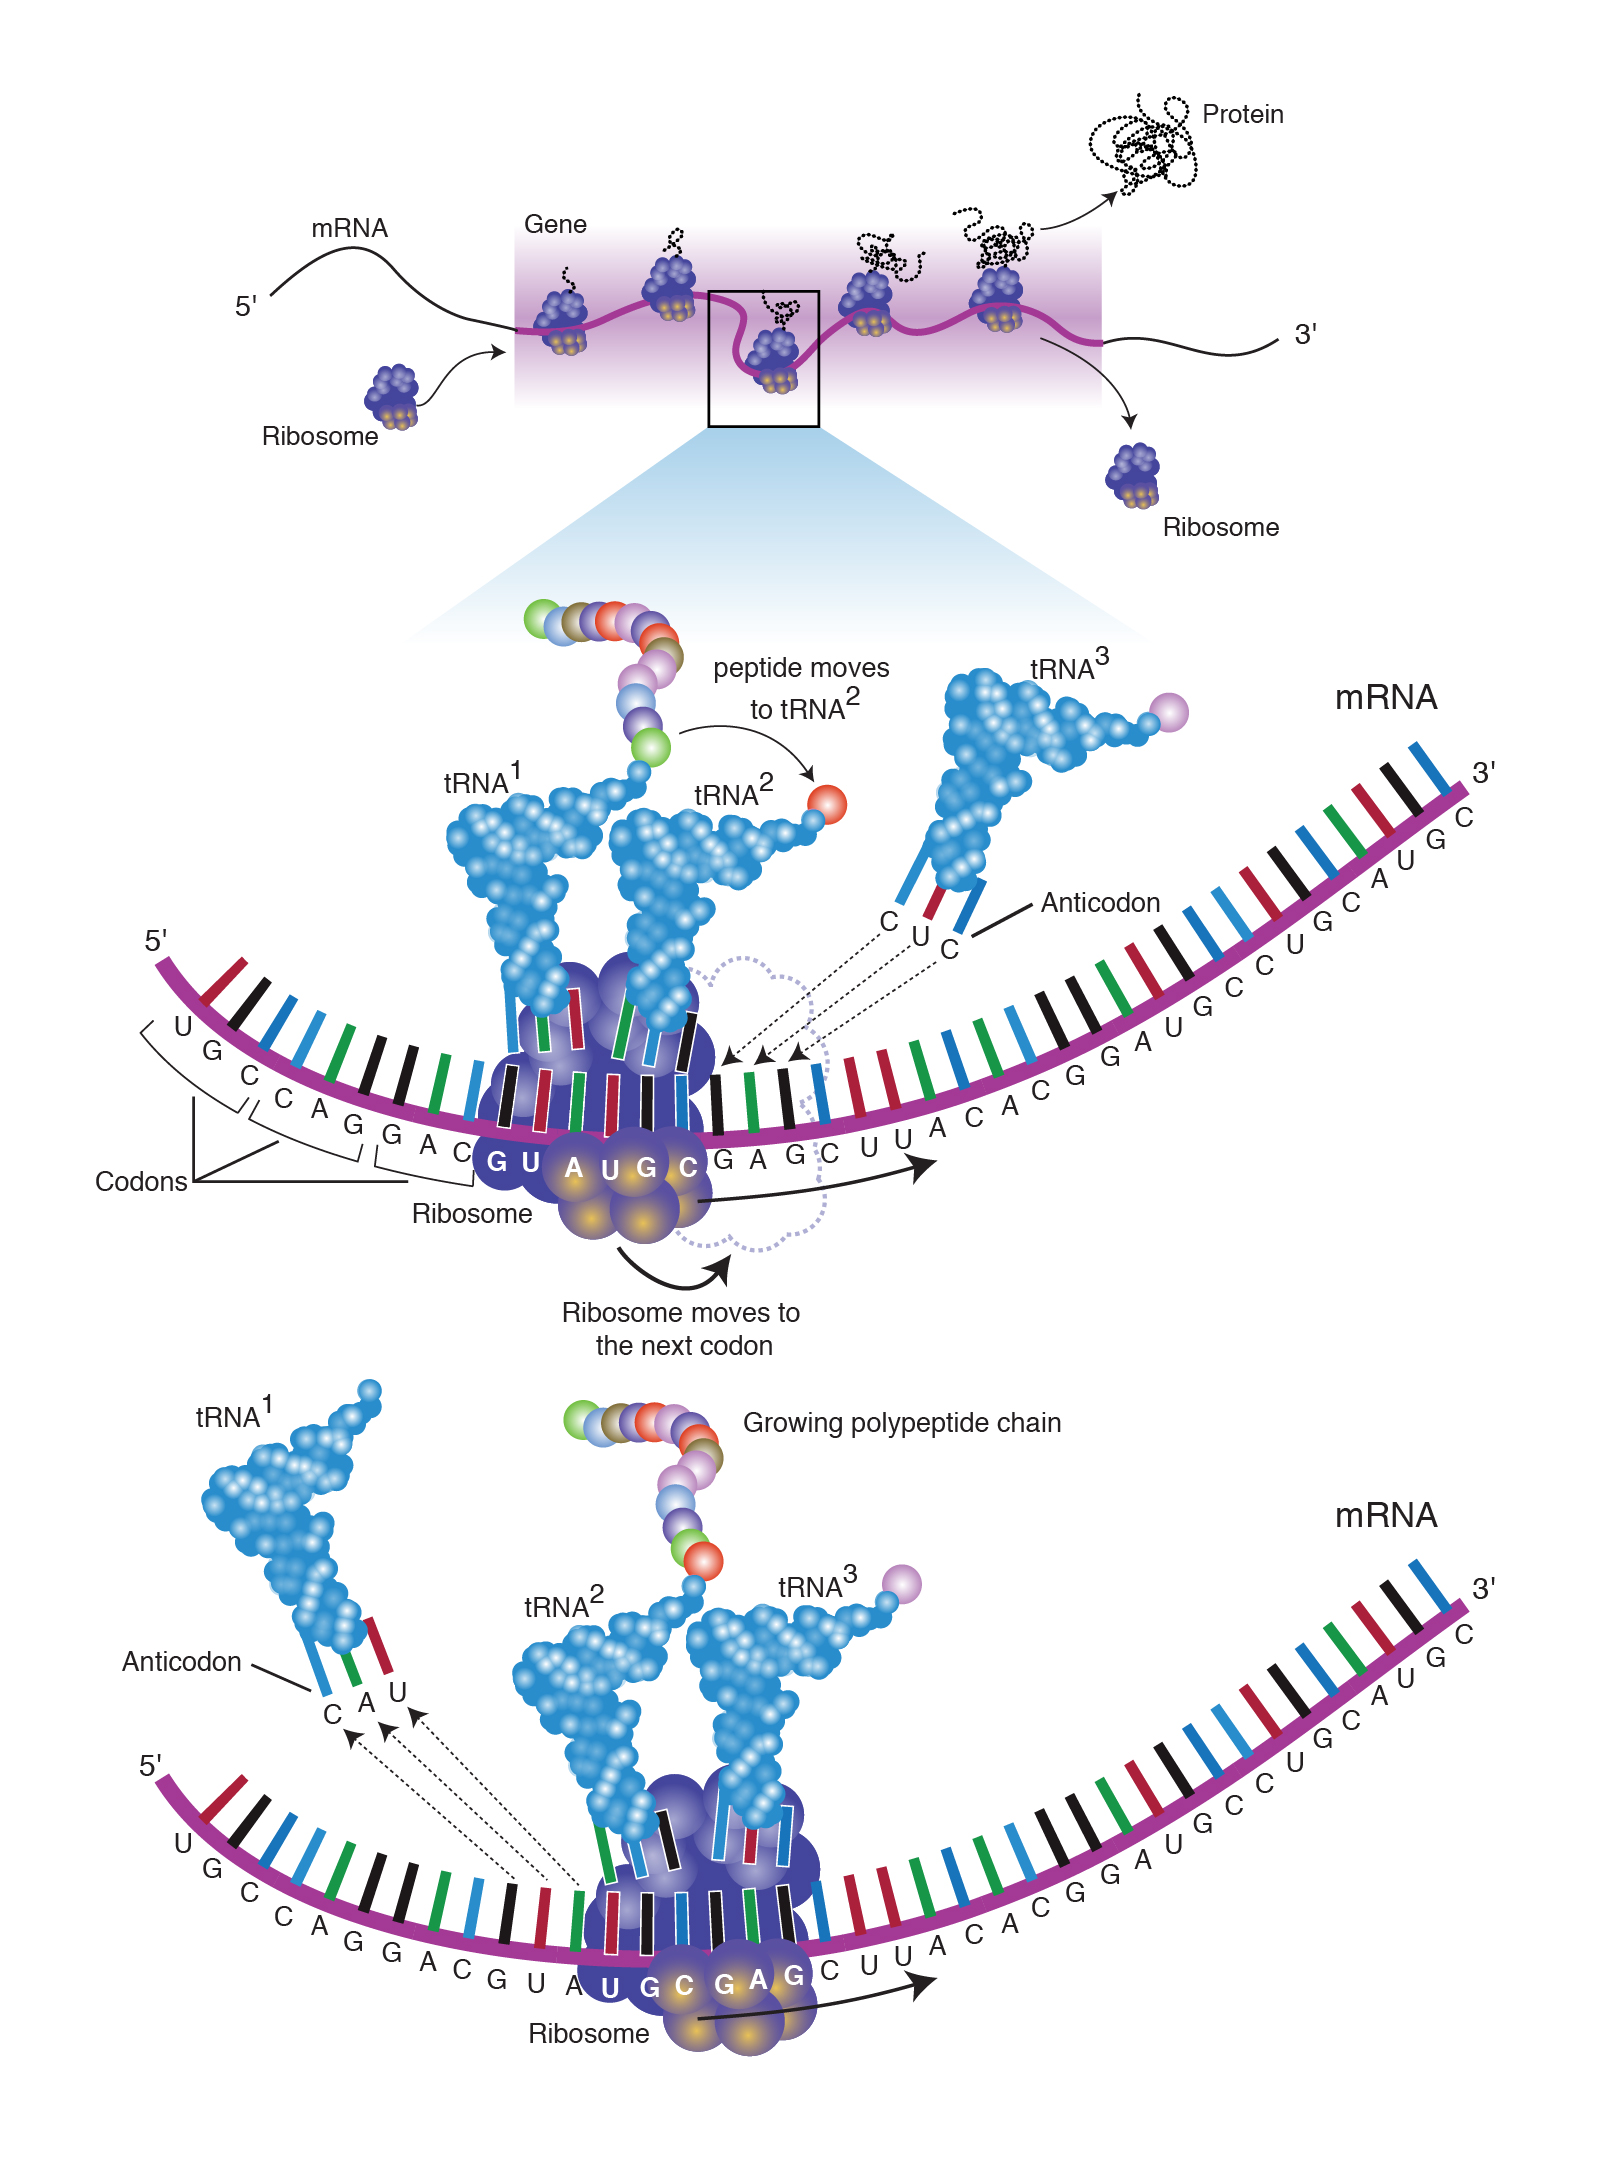 Protein
mRNA
Gene
5'
3'
Ribosome
Ribosome
peptide moves
to tRNA2
tRNA3
mRNA
tRNA1
tRNA2
3'
Anticodon
C U C
5'
U G C C A G G A C G U A U G C G A G C U U A C A C G G A U G C C U G C A U G C
Codons
Ribosome
Ribosome moves to
the next codon
tRNA1
Growing polypeptide chain
mRNA
tRNA2
tRNA3
3'
Anticodon
C A U
5'
U G C C A G G A C G U A U G C G A G C U U A C A C G G A U G C C U G C A U G C
Ribosome